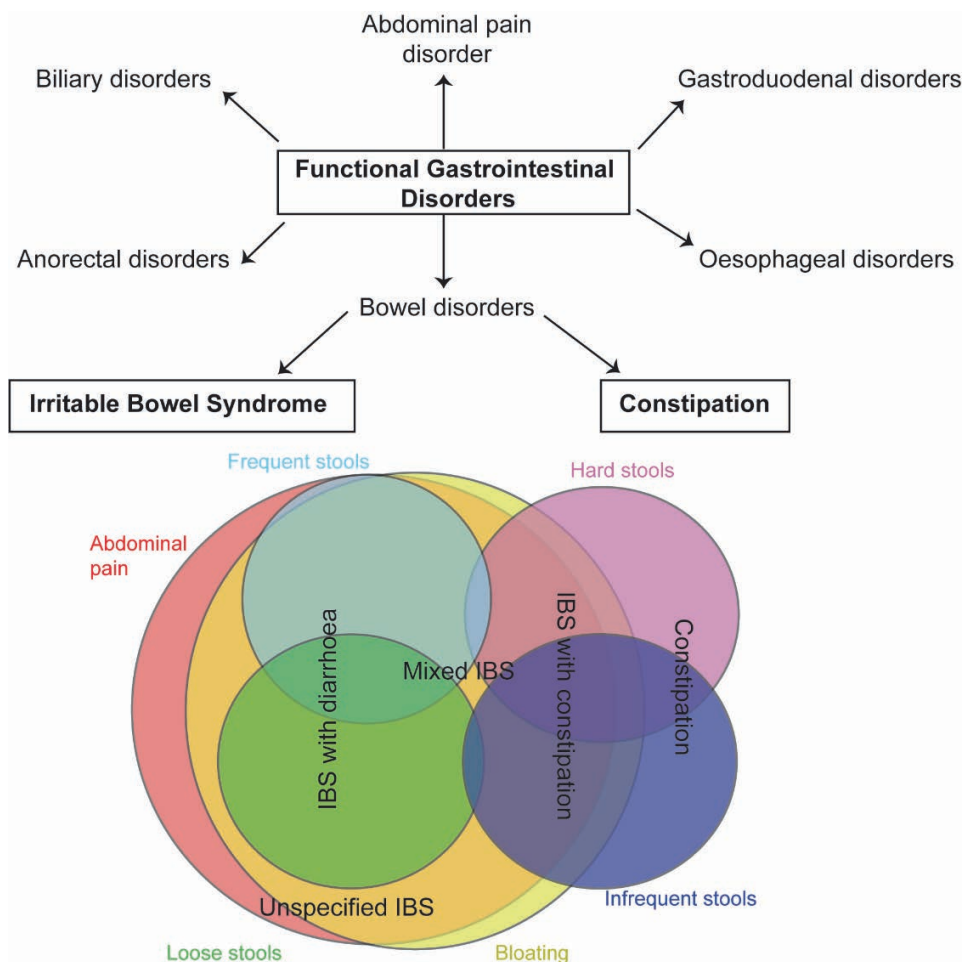 Abdominal pain
disorder
Biliary disorders
Gastroduodenal disorders
Functional Gastrointestinal
Disorders
Anorectal disorders
Oesophageal disorders
Bowel disorders
Irritable Bowel Syndrome
Constipation
Frequent stools
Hard stools
Abdominal
pain
IBS with diarrhoea
Mixed IBS
IBS with constipation
Constipation
Unspecified IBS
Infrequent stools
Loose stools
Bloating